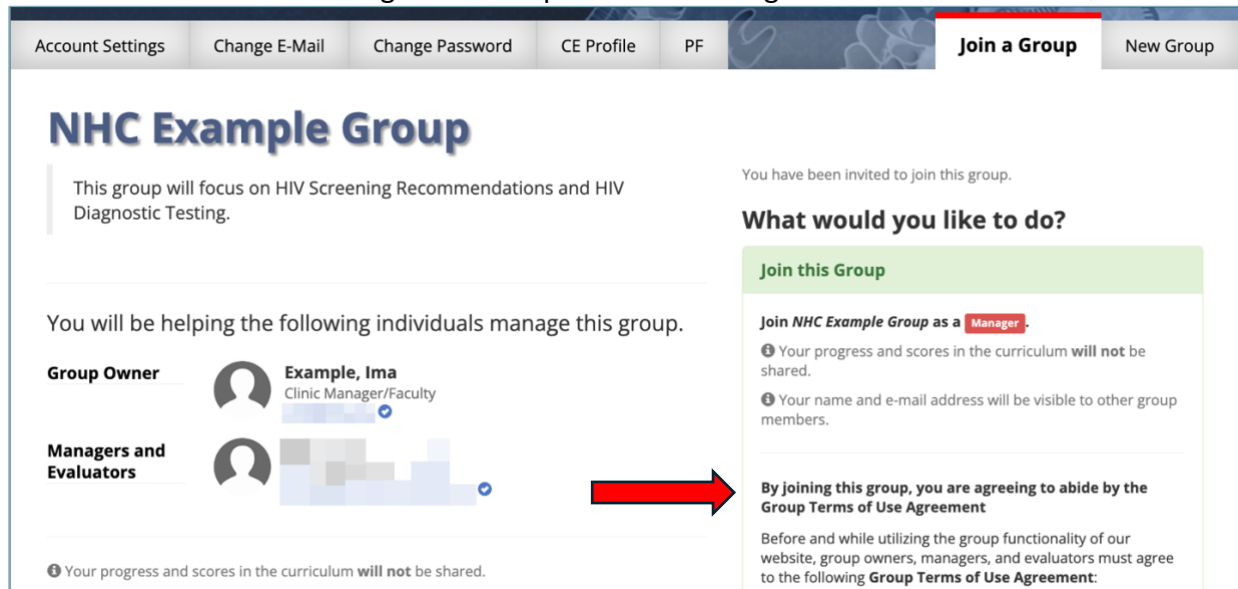 Account Settings
Change E-Mail
Change Password
CE Profile
PF
Join a Group
New Group
NHC Example Group
This group will focus on HIV Screening Recommendations and HIV
Diagnostic Testing.
You will be helping the following individuals manage this group.
Group Owner
Example, Ima
Clinic Manager/Faculty
Managers and
Evaluators
Your progress and scores in the curriculum will not be shared.
You have been invited to join this group.
What would you like to do?
Join this Group
Join NHC Example Group as a Manager.
Your progress and scores in the curriculum will not be
shared.
Your name and e-mail address will be visible to other group
members.
By joining this group, you are agreeing to abide by the
Group Terms of Use Agreement
Before and while utilizing the group functionality of our
website, group owners, managers, and evaluators must agree
to the following Group Terms of Use Agreement: